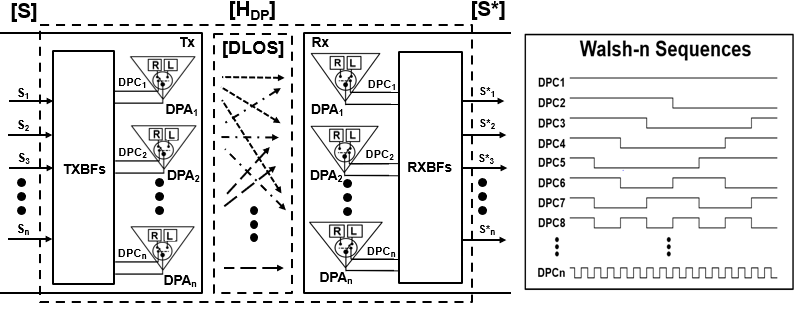 [S]
[HDP]
[S*]
Tx
[DLOS]
Rx
TXBFs
RXBFs
S1
S2
S3
Sn
R L
DPC1
DPA1
R L
DPC2
DPA2
R L
DPCn
DPAn
R L
DPC1
DPA1
R L
DPC2
DPA2
R L
DPCn
DPAn
S*1
S*2
S*3
S*n
Walsh-n Sequences
DPC1
DPC2
DPC3
DPC4
DPC5
DPC6
DPC7
DPC8
DPCn